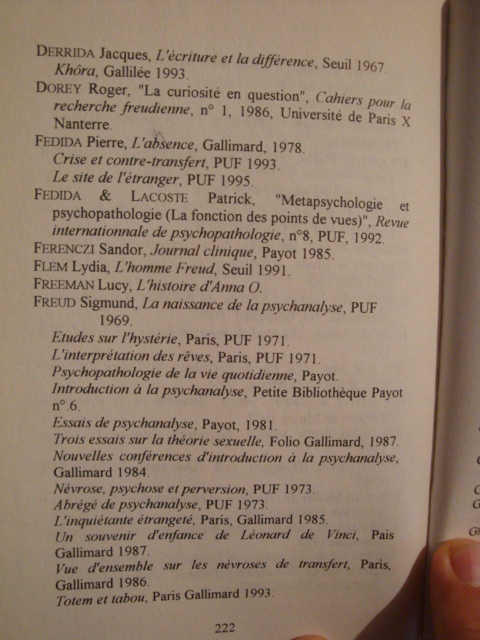 DERRIDA Jacques, L'écriture et la différence, Seuil 1967.
Khôra, Gallilée 1993.
DOREY Roger, "La curiosité en question", Cahiers pour la
recherche freudienne, n° 1, 1986, Université de Paris X
Nanterre.
FEDIDA Pierre, L'absence, Gallimard, 1978.
Crise et contre-transfert, PUF 1993.
Le site de l'étranger, PUF 1995.
FEDIDA & LACOSTE Patrick, "Metapsychologie et
psychopathologie (La fonction des points de vues)", Revue
internationale de psychopathologie, n°8, PUF, 1992.
FERENCZI Sandor, Journal clinique, Payot 1985.
FLEM Lydia, L'homme Freud, Seuil 1991.
FREEMAN Lucy, L'histoire d'Anna O.
FREUD Sigmund, La naissance de la psychanalyse, PUF
1969.
Etudes sur l'hystérie, Paris, PUF 1971.
L'interprétation des rêves, Paris, PUF 1971.
Psychopathologie de la vie quotidienne, Payot.
Introduction à la psychanalyse, Petite Bibliothèque Payot
n° 6.
Essais de psychanalyse, Payot, 1981.
Trois essais sur la théorie sexuelle, Folio Gallimard, 1987.
Nouvelles conférences d'introduction à la psychanalyse,
Gallimard 1984.
Névrose, psychose et perversion, PUF 1973.
Abrégé de psychanalyse, PUF 1973.
L'inquiétante étrangeté, Paris, Gallimard 1985.
Un souvenir d'enfance de Léonard de Vinci, Pais
Gallimard 1987.
Vue d'ensemble sur les névroses de transfert, Paris,
Gallimard 1986.
Totem et tabou, Paris Gallimard 1993.
222